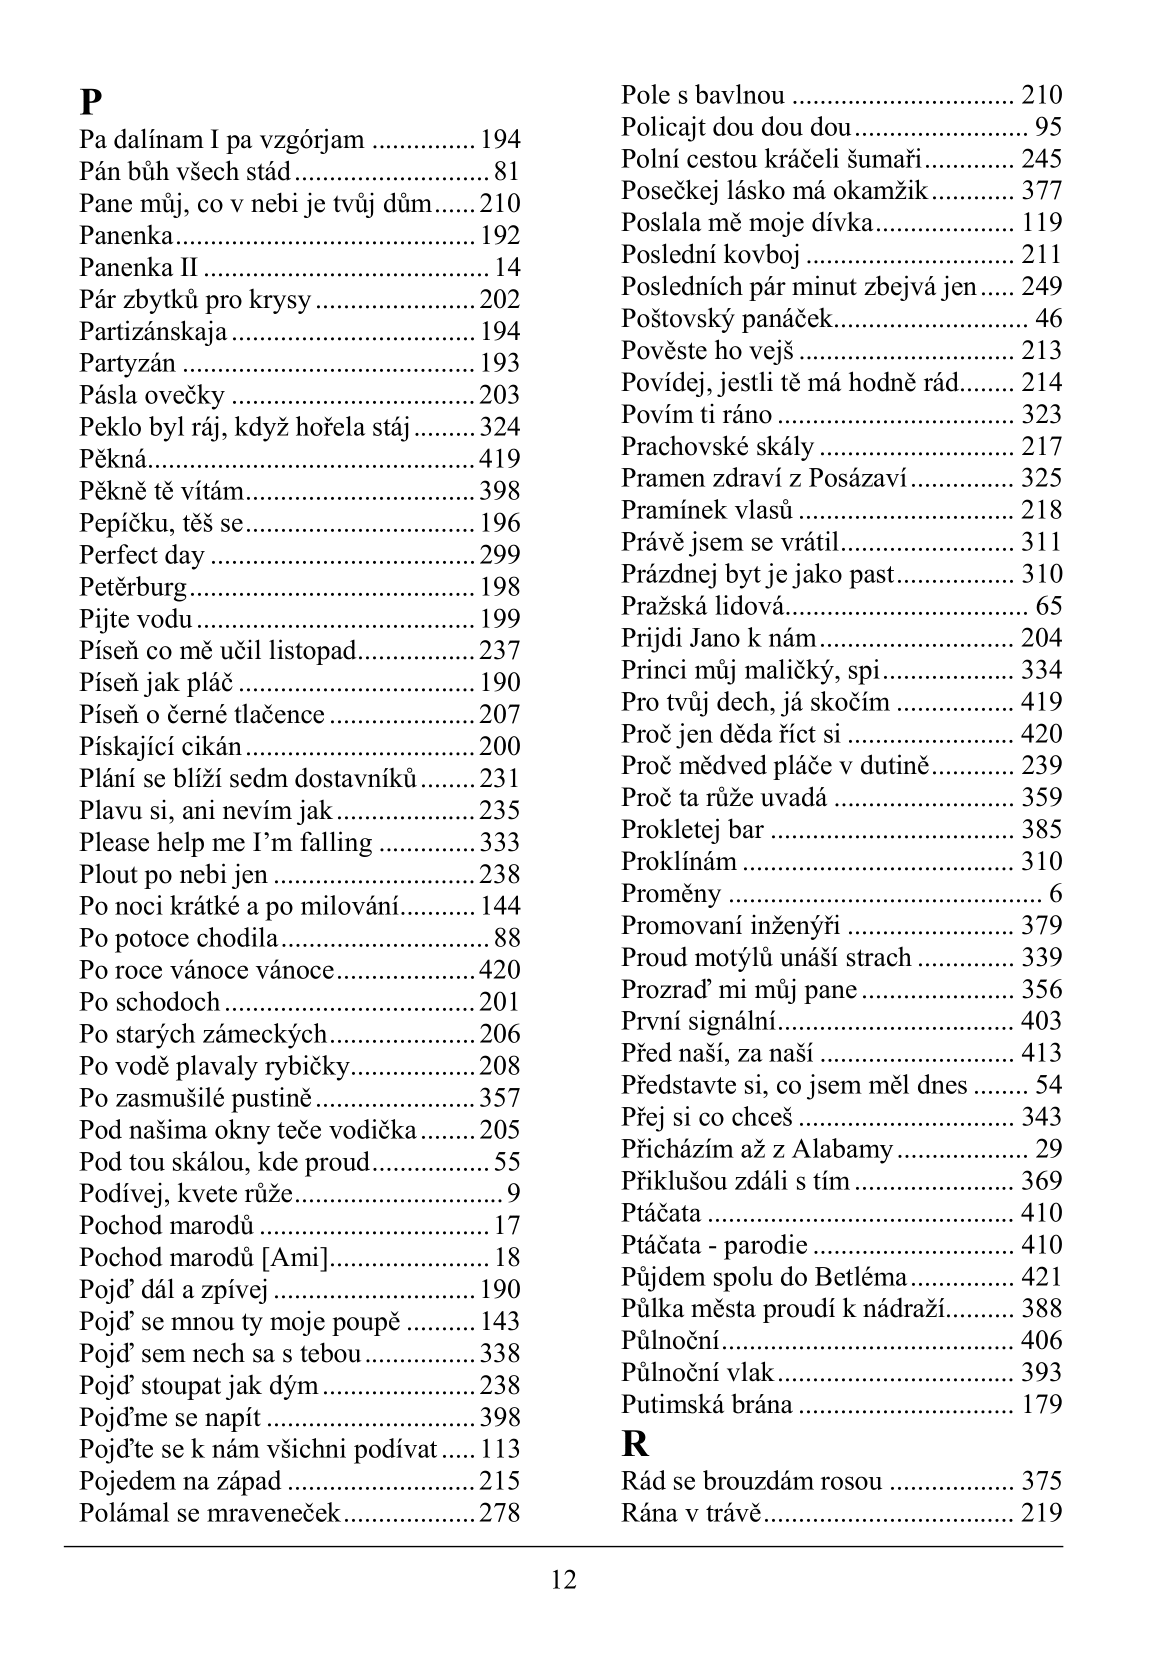 P
Pa dalínam I pa vzgórjam ............... 194
Pán bůh všech stád............................ 81
Pane můj, co v nebi je tvůj dům...... 210
Panenka........................................... 192
Panenka II ......................................... 14
Pár zbytků pro krysy ....................... 202
Partizánskaja ................................... 194
Partyzán .......................................... 193
Pásla ovečky ................................... 203
Peklo byl ráj, když hořela stáj ......... 324
Pěkná............................................... 419
Pěkně tě vítám................................. 398
Pepíčku, těš se................................. 196
Perfect day ...................................... 299
Petěrburg......................................... 198
Pijte vodu ........................................ 199
Píseň co mě učil listopad................. 237
Píseň jak pláč .................................. 190
Píseň o černé tlačence ..................... 207
Pískající cikán ................................. 200
Plání se blíží sedm dostavníků ........ 231
Plavu si, ani nevím jak .................... 235
Please help me I’m falling .............. 333
Plout po nebi jen ............................. 238
Po noci krátké a po milování........... 144
Po potoce chodila.............................. 88
Po roce vánoce vánoce.................... 420
Po schodoch .................................... 201
Po starých zámeckých..................... 206
Po vodě plavaly rybičky.................. 208
Po zasmušilé pustině ....................... 357
Pod našima okny teče vodička ........ 205
Pod tou skálou, kde proud................. 55
Podívej, kvete růže.............................. 9
Pochod marodů ................................. 17
Pochod marodů [Ami]....................... 18
Pojď dál a zpívej ............................. 190
Pojď se mnou ty moje poupě .......... 143
Pojď sem nech sa s tebou ................ 338
Pojď stoupat jak dým ...................... 238
Pojďme se napít .............................. 398
Pojďte se k nám všichni podívat ..... 113
Pojedem na západ ........................... 215
Polámal se mraveneček................... 278
Pole s bavlnou ................................ 210
Policajt dou dou dou......................... 95
Polní cestou kráčeli šumaři............. 245
Posečkej lásko má okamžik............ 377
Poslala mě moje dívka.................... 119
Poslední kovboj .............................. 211
Posledních pár minut zbejvá jen..... 249
Poštovský panáček............................ 46
Pověste ho vejš ............................... 213
Povídej, jestli tě má hodně rád........ 214
Povím ti ráno .................................. 323
Prachovské skály ............................ 217
Pramen zdraví z Posázaví............... 325
Pramínek vlasů ............................... 218
Právě jsem se vrátil......................... 311
Prázdnej byt je jako past................. 310
Pražská lidová................................... 65
Prijdi Jano k nám............................ 204
Princi můj maličký, spi................... 334
Pro tvůj dech, já skočím ................. 419
Proč jen děda říct si ........................ 420
Proč mědved pláče v dutině............ 239
Proč ta růže uvadá .......................... 359
Prokletej bar ................................... 385
Proklínám ....................................... 310
Proměny ............................................. 6
Promovaní inženýři ........................ 379
Proud motýlů unáší strach .............. 339
Prozraď mi můj pane ...................... 356
První signální.................................. 403
Před naší, za naší ............................ 413
Představte si, co jsem měl dnes ........ 54
Přej si co chceš ............................... 343
Přicházím až z Alabamy ................... 29
Přiklušou zdáli s tím ....................... 369
Ptáčata ............................................ 410
Ptáčata - parodie ............................. 410
Půjdem spolu do Betléma............... 421
Půlka města proudí k nádraží.......... 388
Půlnoční.......................................... 406
Půlnoční vlak.................................. 393
Putimská brána ............................... 179
R
Rád se brouzdám rosou .................. 375
Rána v trávě.................................... 219
12